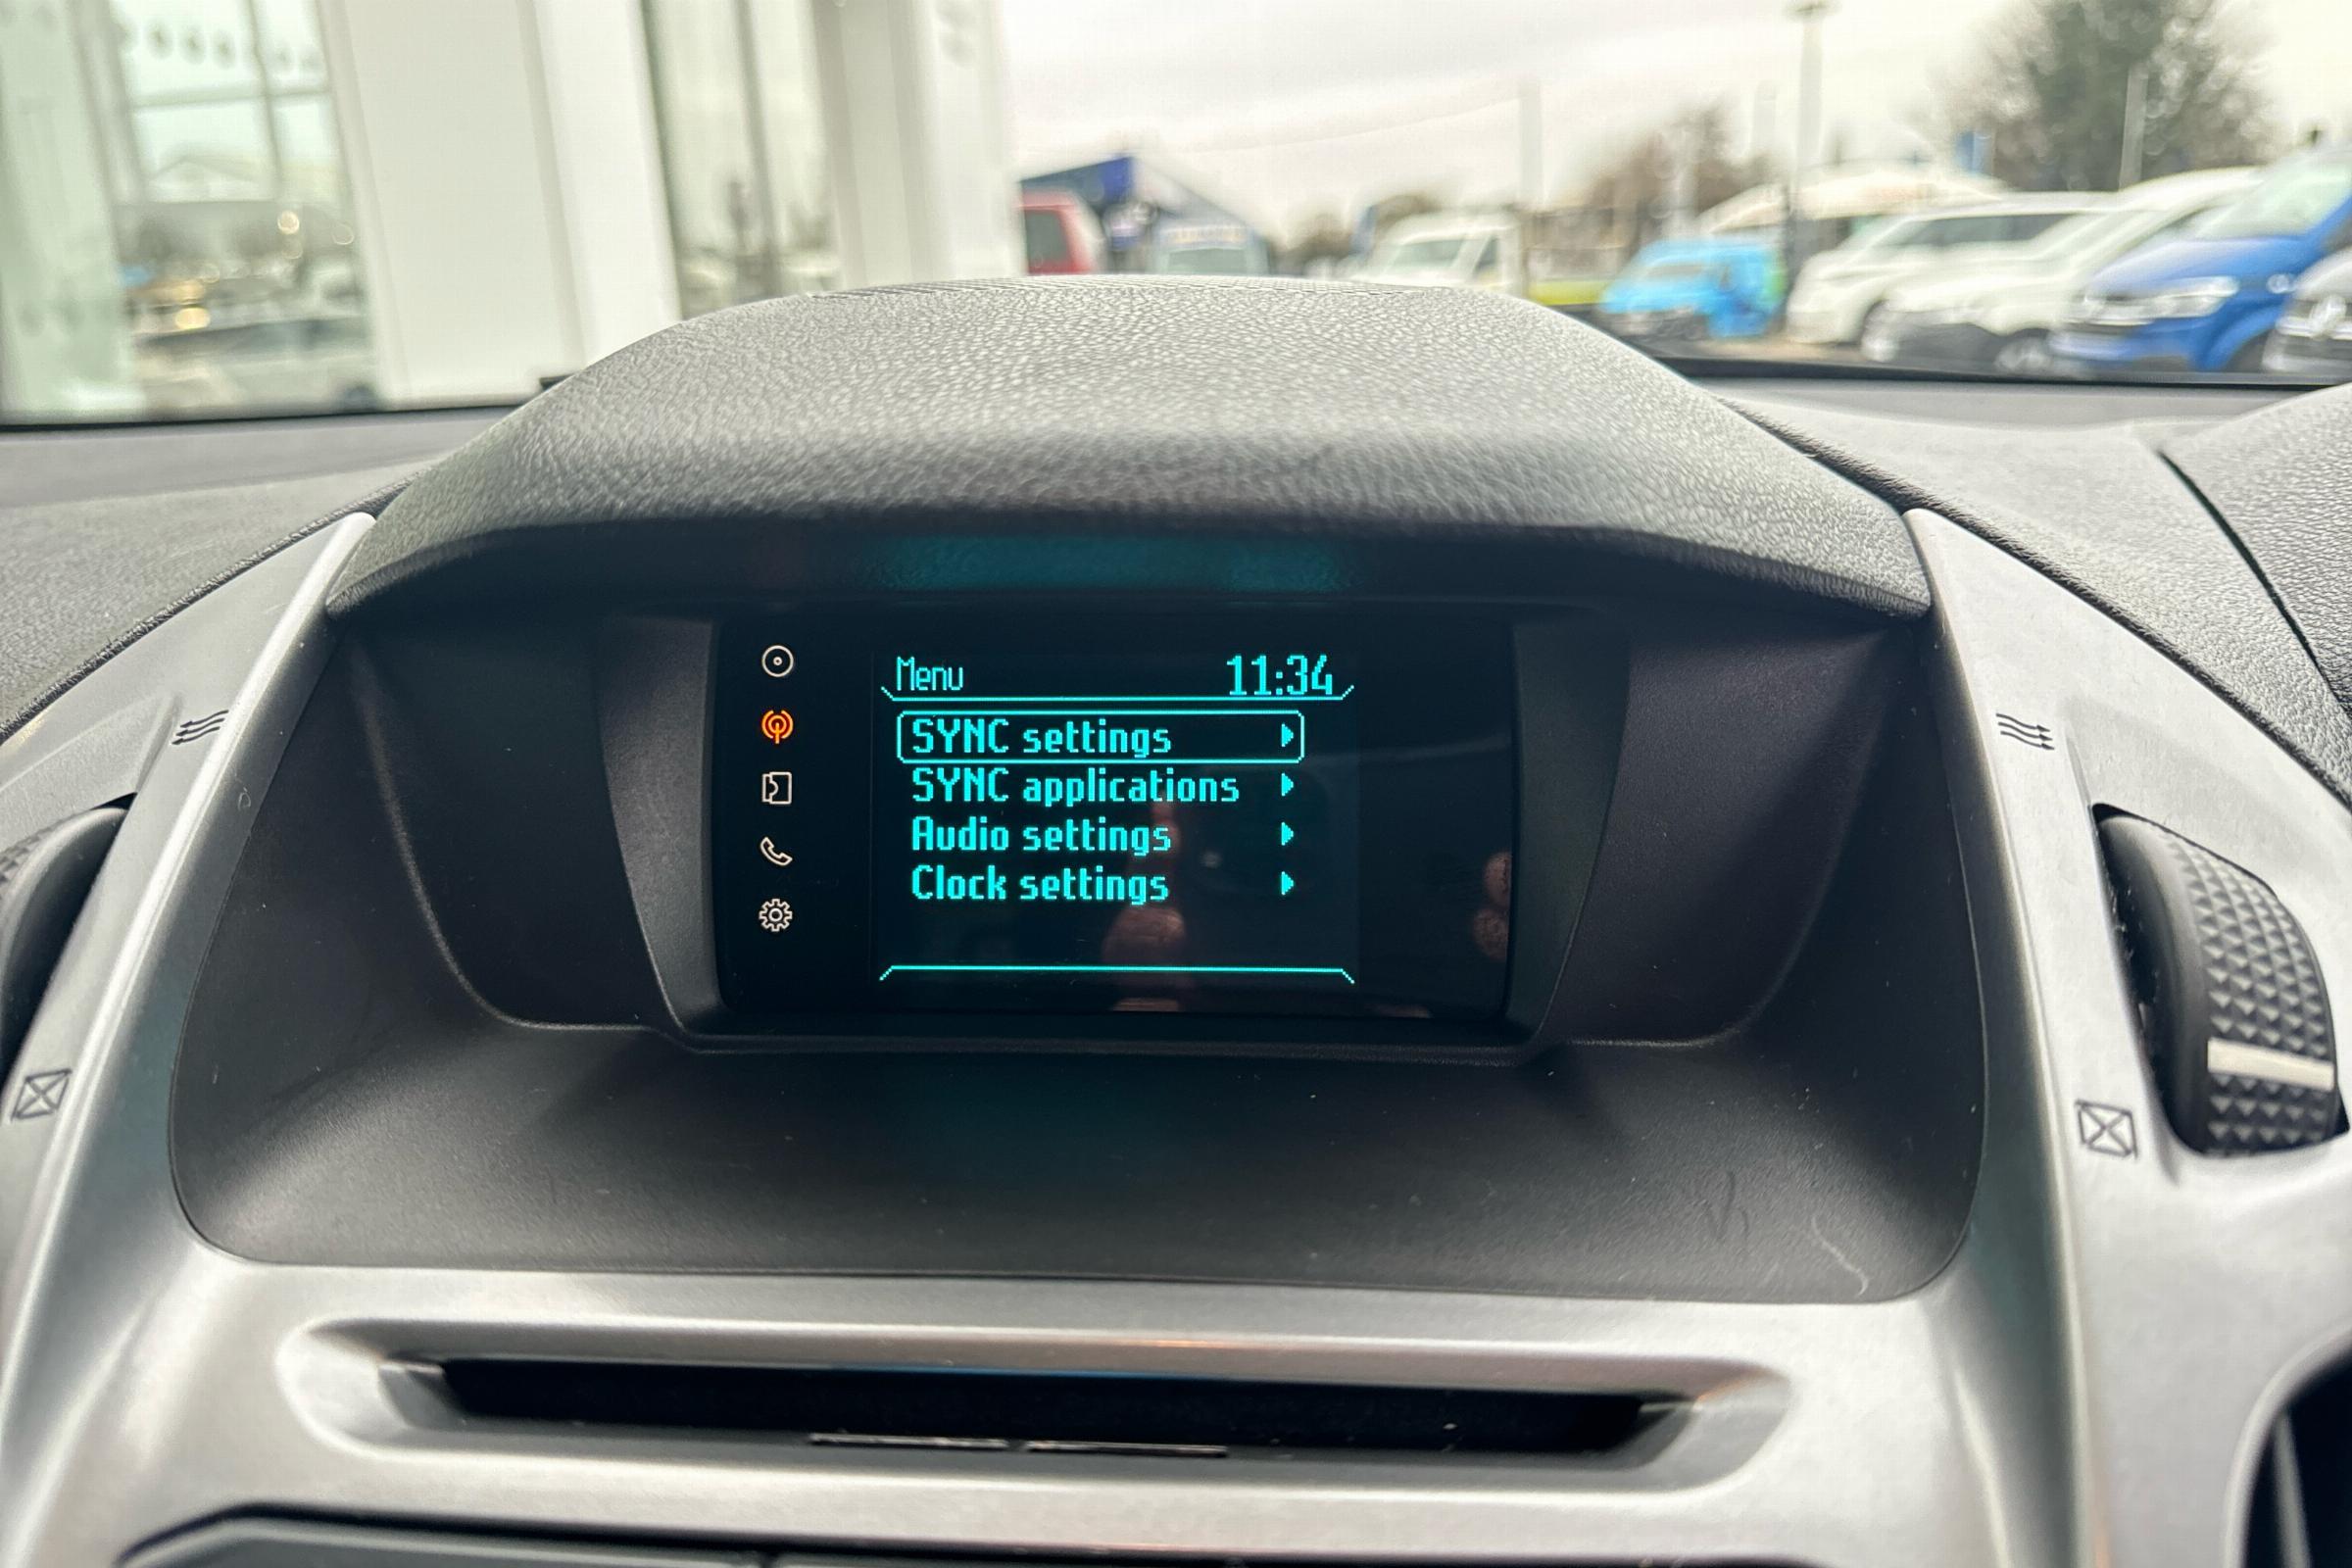 Menu 11:34
SYNC settings
SYNC applications
Audio settings
Clock settings